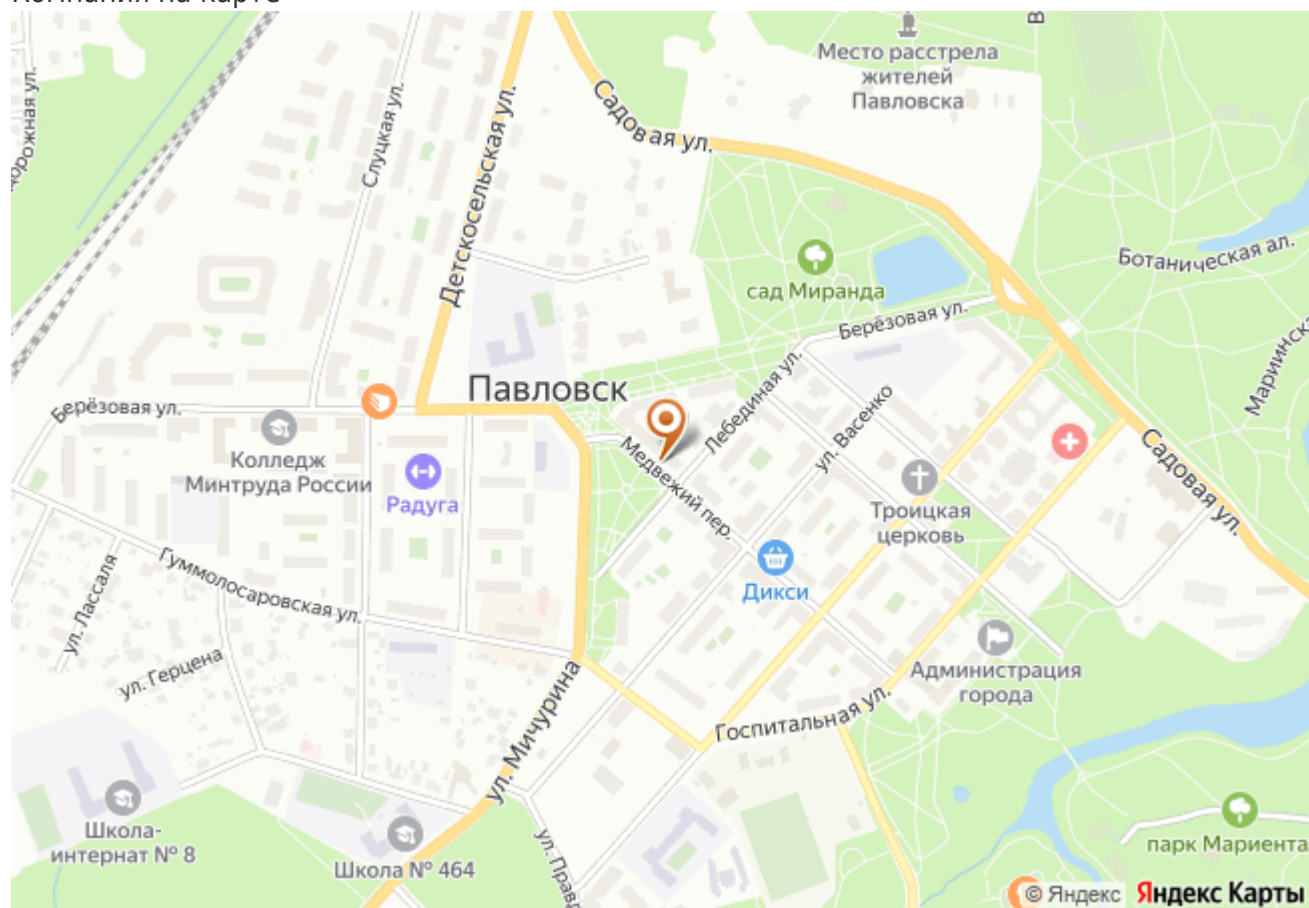 Компания на карте
Место расстрела
жителей
Павловска
Садовая ул.
Слуцкая ул.
Детскосельская ул.
Ботаническая ал.
сад Миранда
Берёзовая ул.
Павловск
Лебединая ул.
ул. Васенко
Берёзовая ул.
Колледж
Минтруда России
Радуга
Медвежий пер.
Троицкая
церковь
Садовая ул.
Дикси
Гуммолосаровская ул.
ул. Лассаля
ул. Герцена
Администрация
города
Госпитальная ул.
ул. Мичурина
Школа-
интернат № 8
Школа № 464
парк Мариента
© Яндекс Яндекс Карты